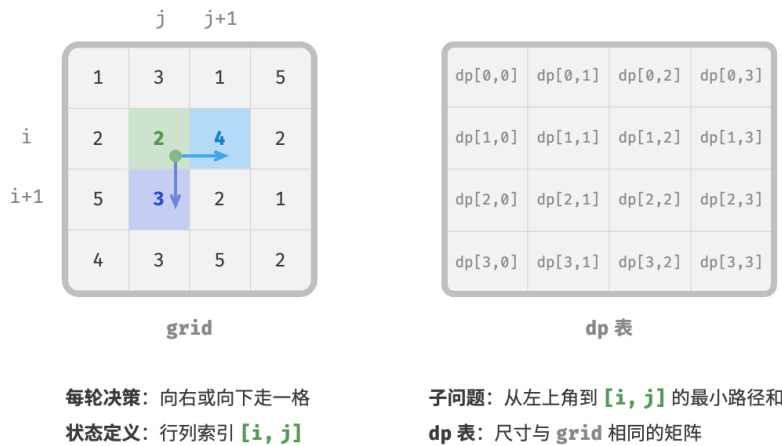 j j+1
1 3 1 5
i 2 2 4 2
i+1 5 3 2 1
4 3 5 2
grid
dp[0,0] dp[0,1] dp[0,2] dp[0,3]
dp[1,0] dp[1,1] dp[1,2] dp[1,3]
dp[2,0] dp[2,1] dp[2,2] dp[2,3]
dp[3,0] dp[3,1] dp[3,2] dp[3,3]
dp 表
每轮决策：向右或向下走一格
状态定义：行列索引 [i, j]
子问题：从左上角到 [i, j] 的最小路径和
dp 表：尺寸与 grid 相同的矩阵